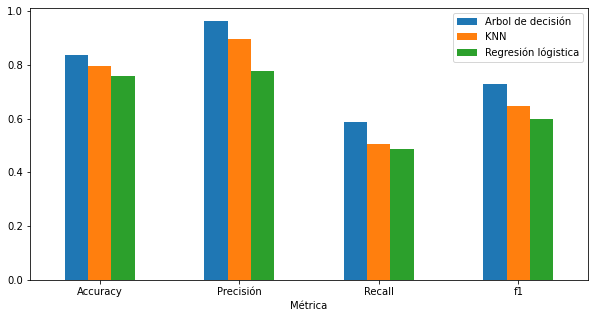 1.0
0.8
0.6
0.4
0.2
0.0
Arbol de decisión
KNN
Regresión lógistica
Accuracy
Precisión
Recall
f1
Métrica